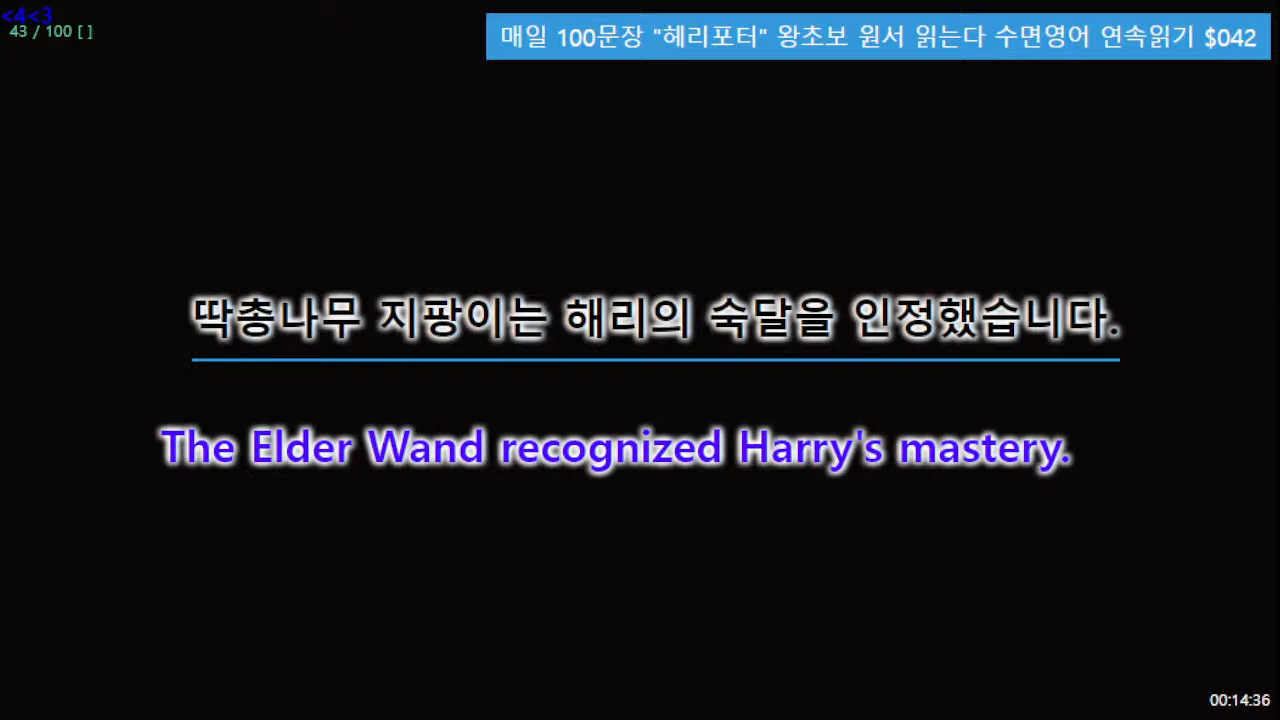 <4<3
43 / 100 [ ]
매일 100문장 "헤리포터" 왕초보 원서 읽는다 수면영어 연속읽기 $042
딱총나무 지팡이는 해리의 숙달을 인정했습니다.
The Elder Wand recognized Harry's mastery.
00:14:36